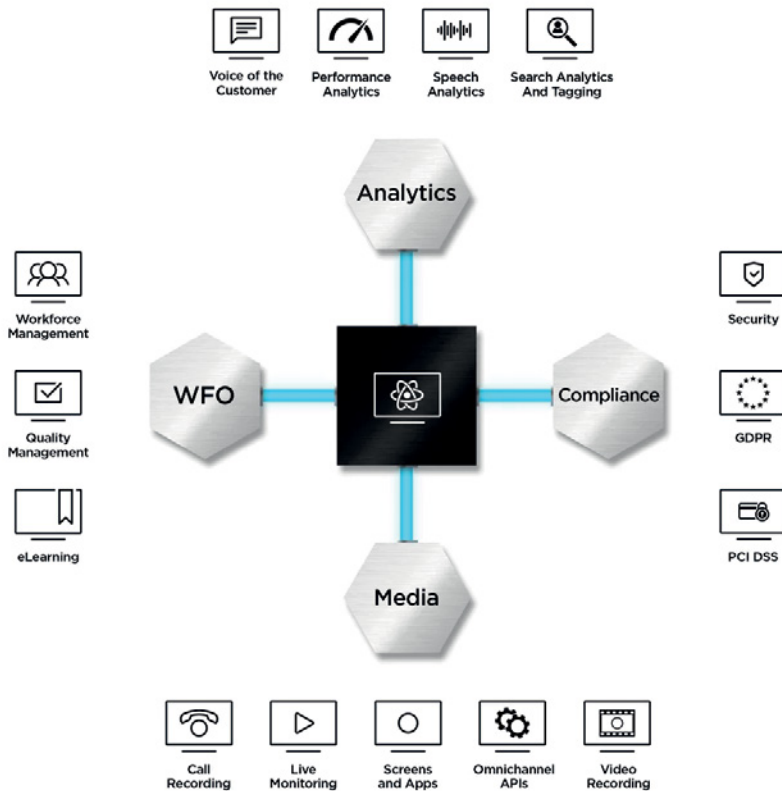 Voice of the
Customer
Performance
Analytics
Speech
Analytics
Search Analytics
And Tagging
Analytics
Workforce
Management
Quality
Management
eLearning
WFO
Compliance
Security
GDPR
PCI DSS
Media
Call
Recording
Live
Monitoring
Screens
and Apps
Omnichannel
APIs
Video
Recording